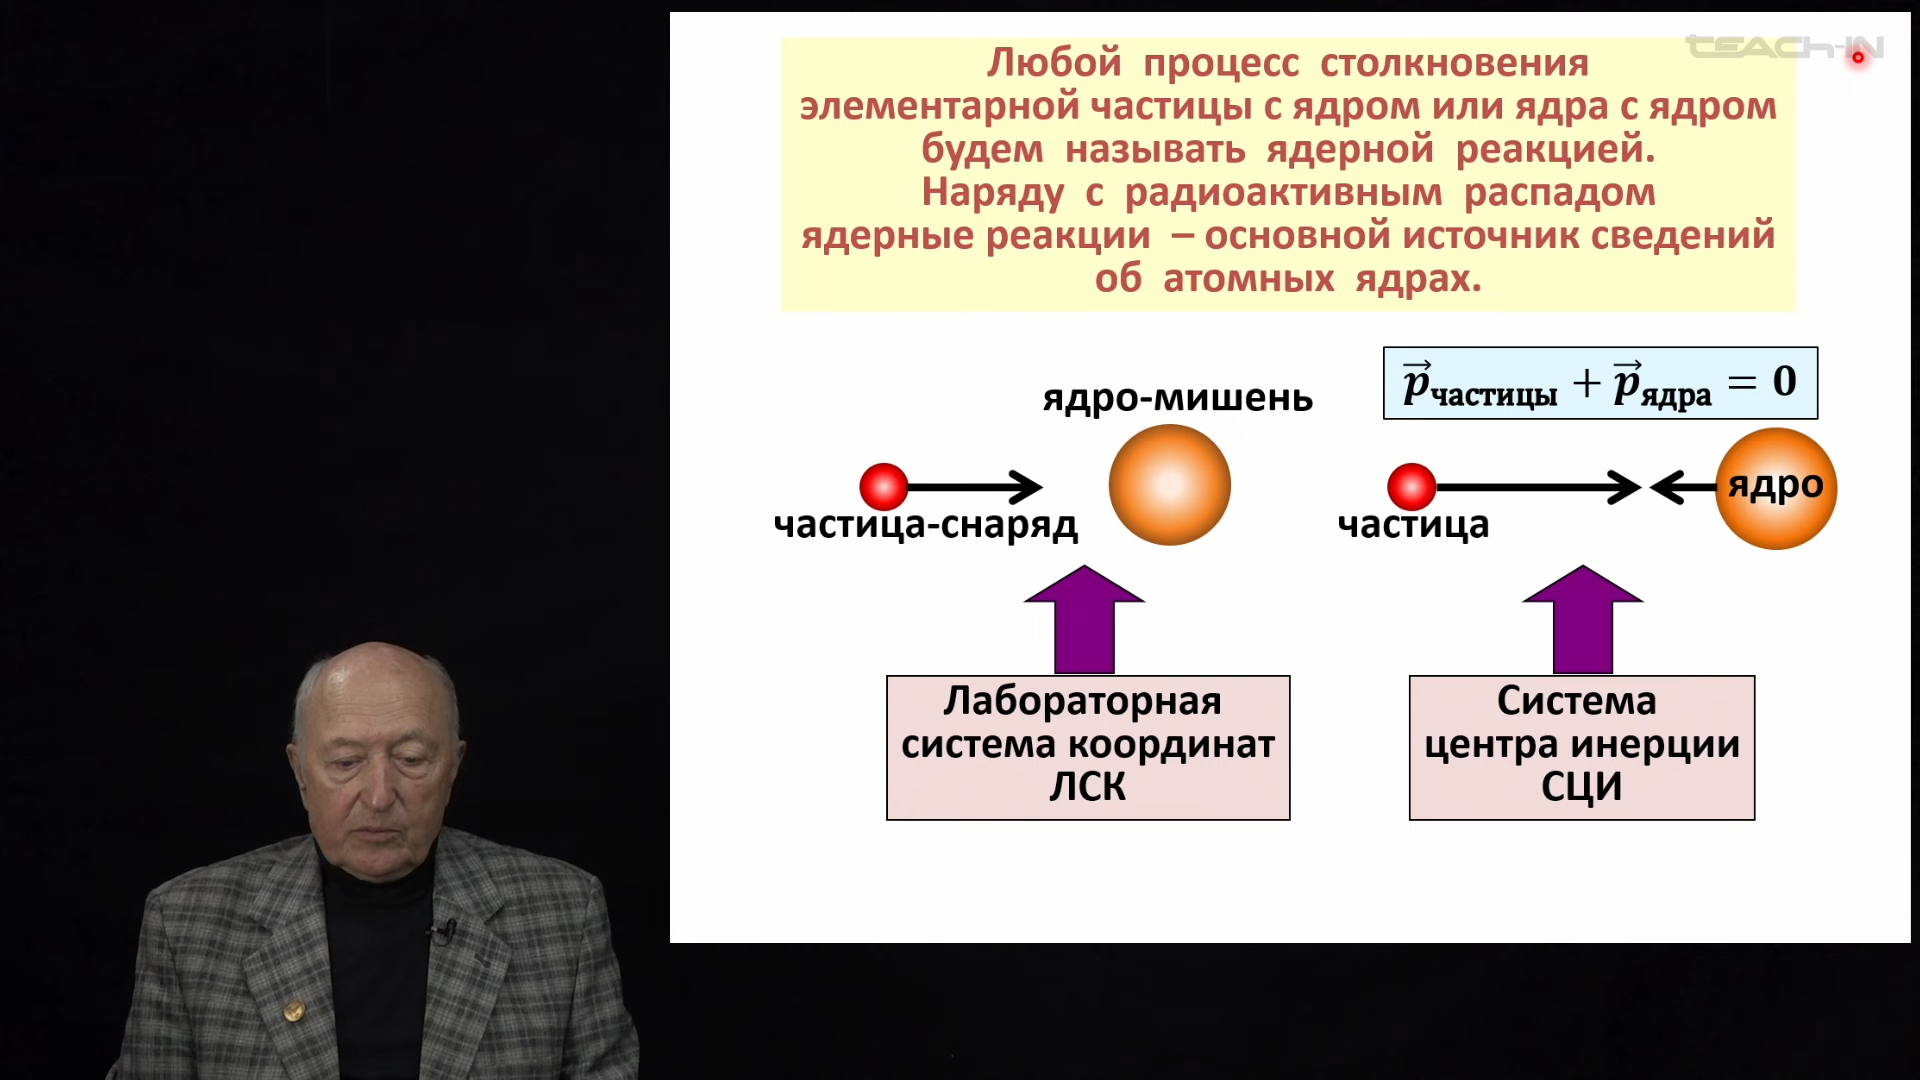 teach-in
Любой процесс столкновения
элементарной частицы с ядром или ядра с ядром
будем называть ядерной реакцией.
Наряду с радиоактивным распадом
ядерные реакции – основной источник сведений
об атомных ядрах.
p⃗частицы + p⃗ядра = 0
ядро-мишень
ядро
частица-снаряд
частица
Лабораторная
система координат
ЛСК
Система
центра инерции
СЦИ